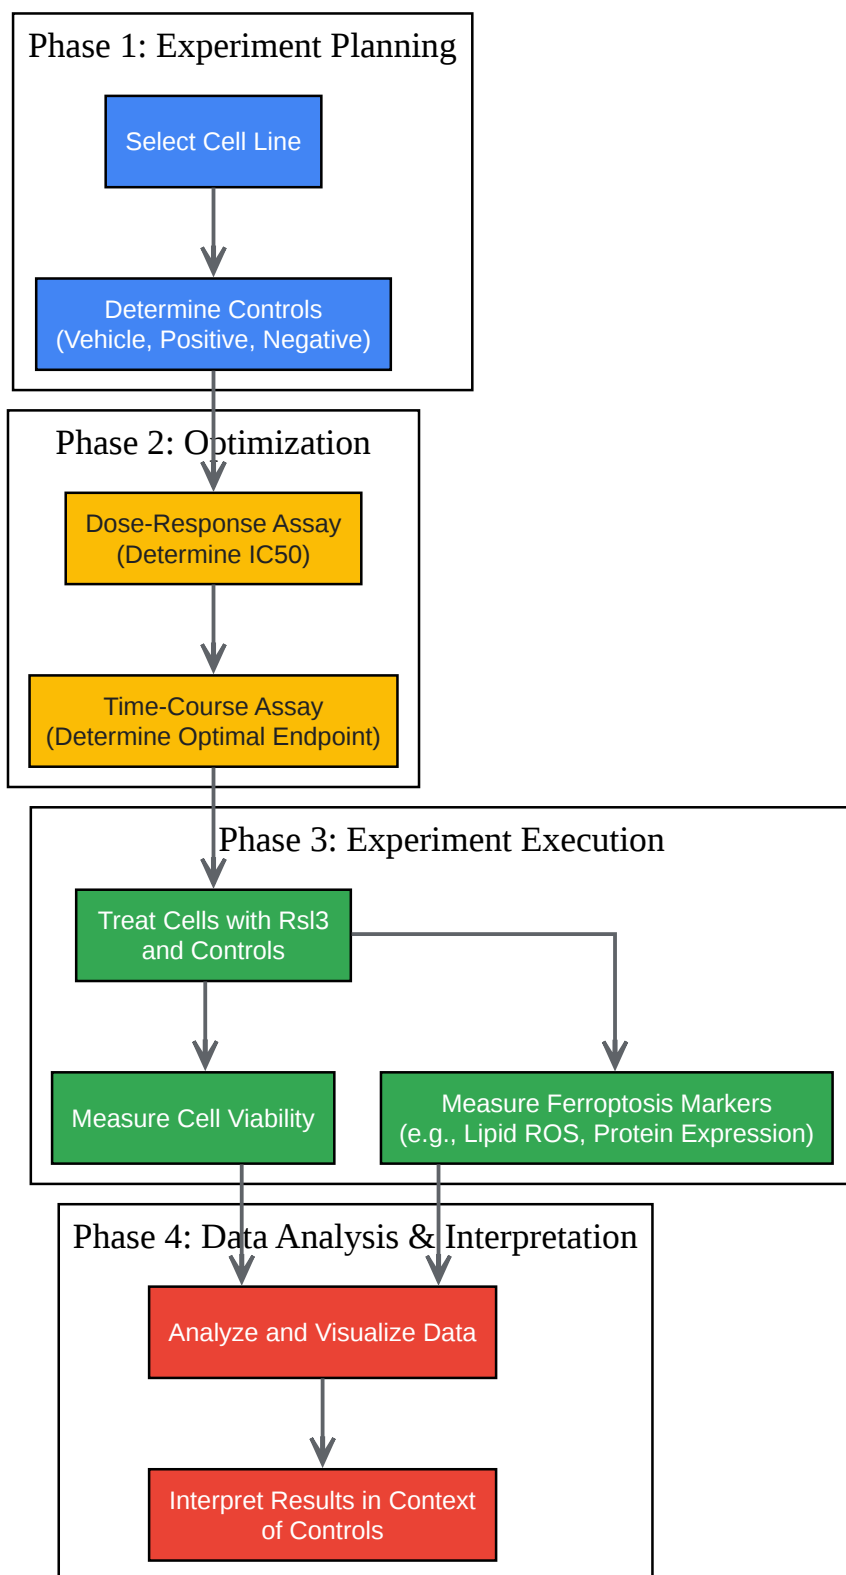 Phase 1: Experiment Planning
Select Cell Line
Determine Controls
(Vehicle, Positive, Negative)
Phase 2: Optimization
Dose-Response Assay
(Determine IC50)
Time-Course Assay
(Determine Optimal Endpoint)
Phase 3: Experiment Execution
Treat Cells with Rsl3
and Controls
Measure Cell Viability
Measure Ferroptosis Markers
(e.g., Lipid ROS, Protein Expression)
Phase 4: Data Analysis & Interpretation
Analyze and Visualize Data
Interpret Results in Context
of Controls